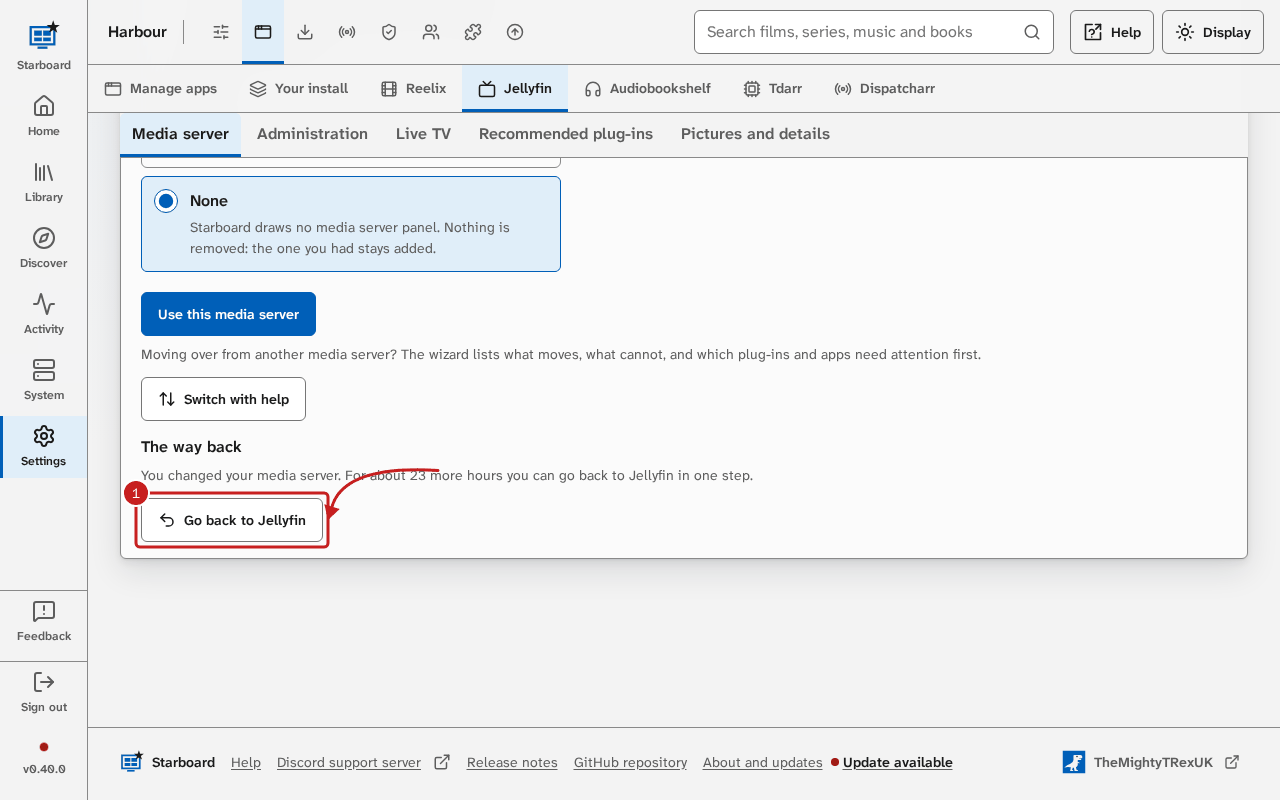 Starboard
Harbour
Search films, series, music and books
Help
Display
Manage apps
Your install
Reelix
Jellyfin
Audiobookshelf
Tdarr
Dispatcharr
Media server
Administration
Live TV
Recommended plug-ins
Pictures and details
Home
Library
Discover
Activity
System
Settings
Feedback
Sign out
v0.40.0
None
Starboard draws no media server panel. Nothing is
removed: the one you had stays added.
Use this media server
Moving over from another media server? The wizard lists what moves, what cannot, and which plug-ins and apps need attention first.
Switch with help
The way back
You changed your media server. For about 23 more hours you can go back to Jellyfin in one step.
1
Go back to Jellyfin
Starboard
Help
Discord support server
Release notes
GitHub repository
About and updates
Update available
TheMightyTRexUK